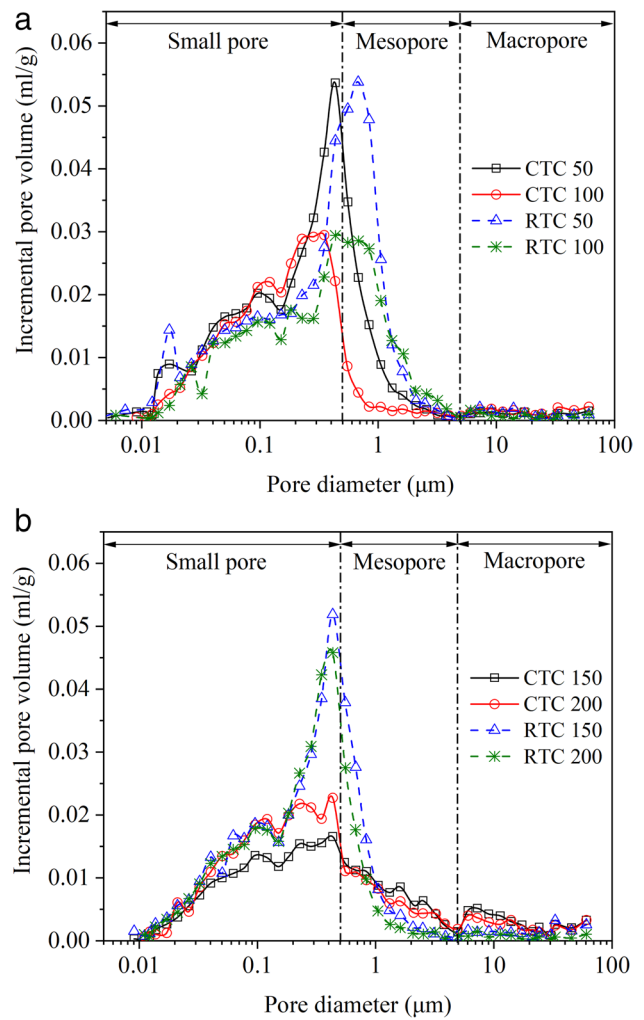 a
Small pore Mesopore Macropore
0.06
0.05
0.04
0.03
0.02
0.01
0.00
Incremental pore volume (ml/g)
CTC 50
CTC 100
RTC 50
RTC 100
0.01 0.1 1 10 100
Pore diameter (μm)
b
Small pore Mesopore Macropore
0.06
0.05
0.04
0.03
0.02
0.01
0.00
Incremental pore volume (ml/g)
CTC 150
CTC 200
RTC 150
RTC 200
0.01 0.1 1 10 100
Pore diameter (μm)